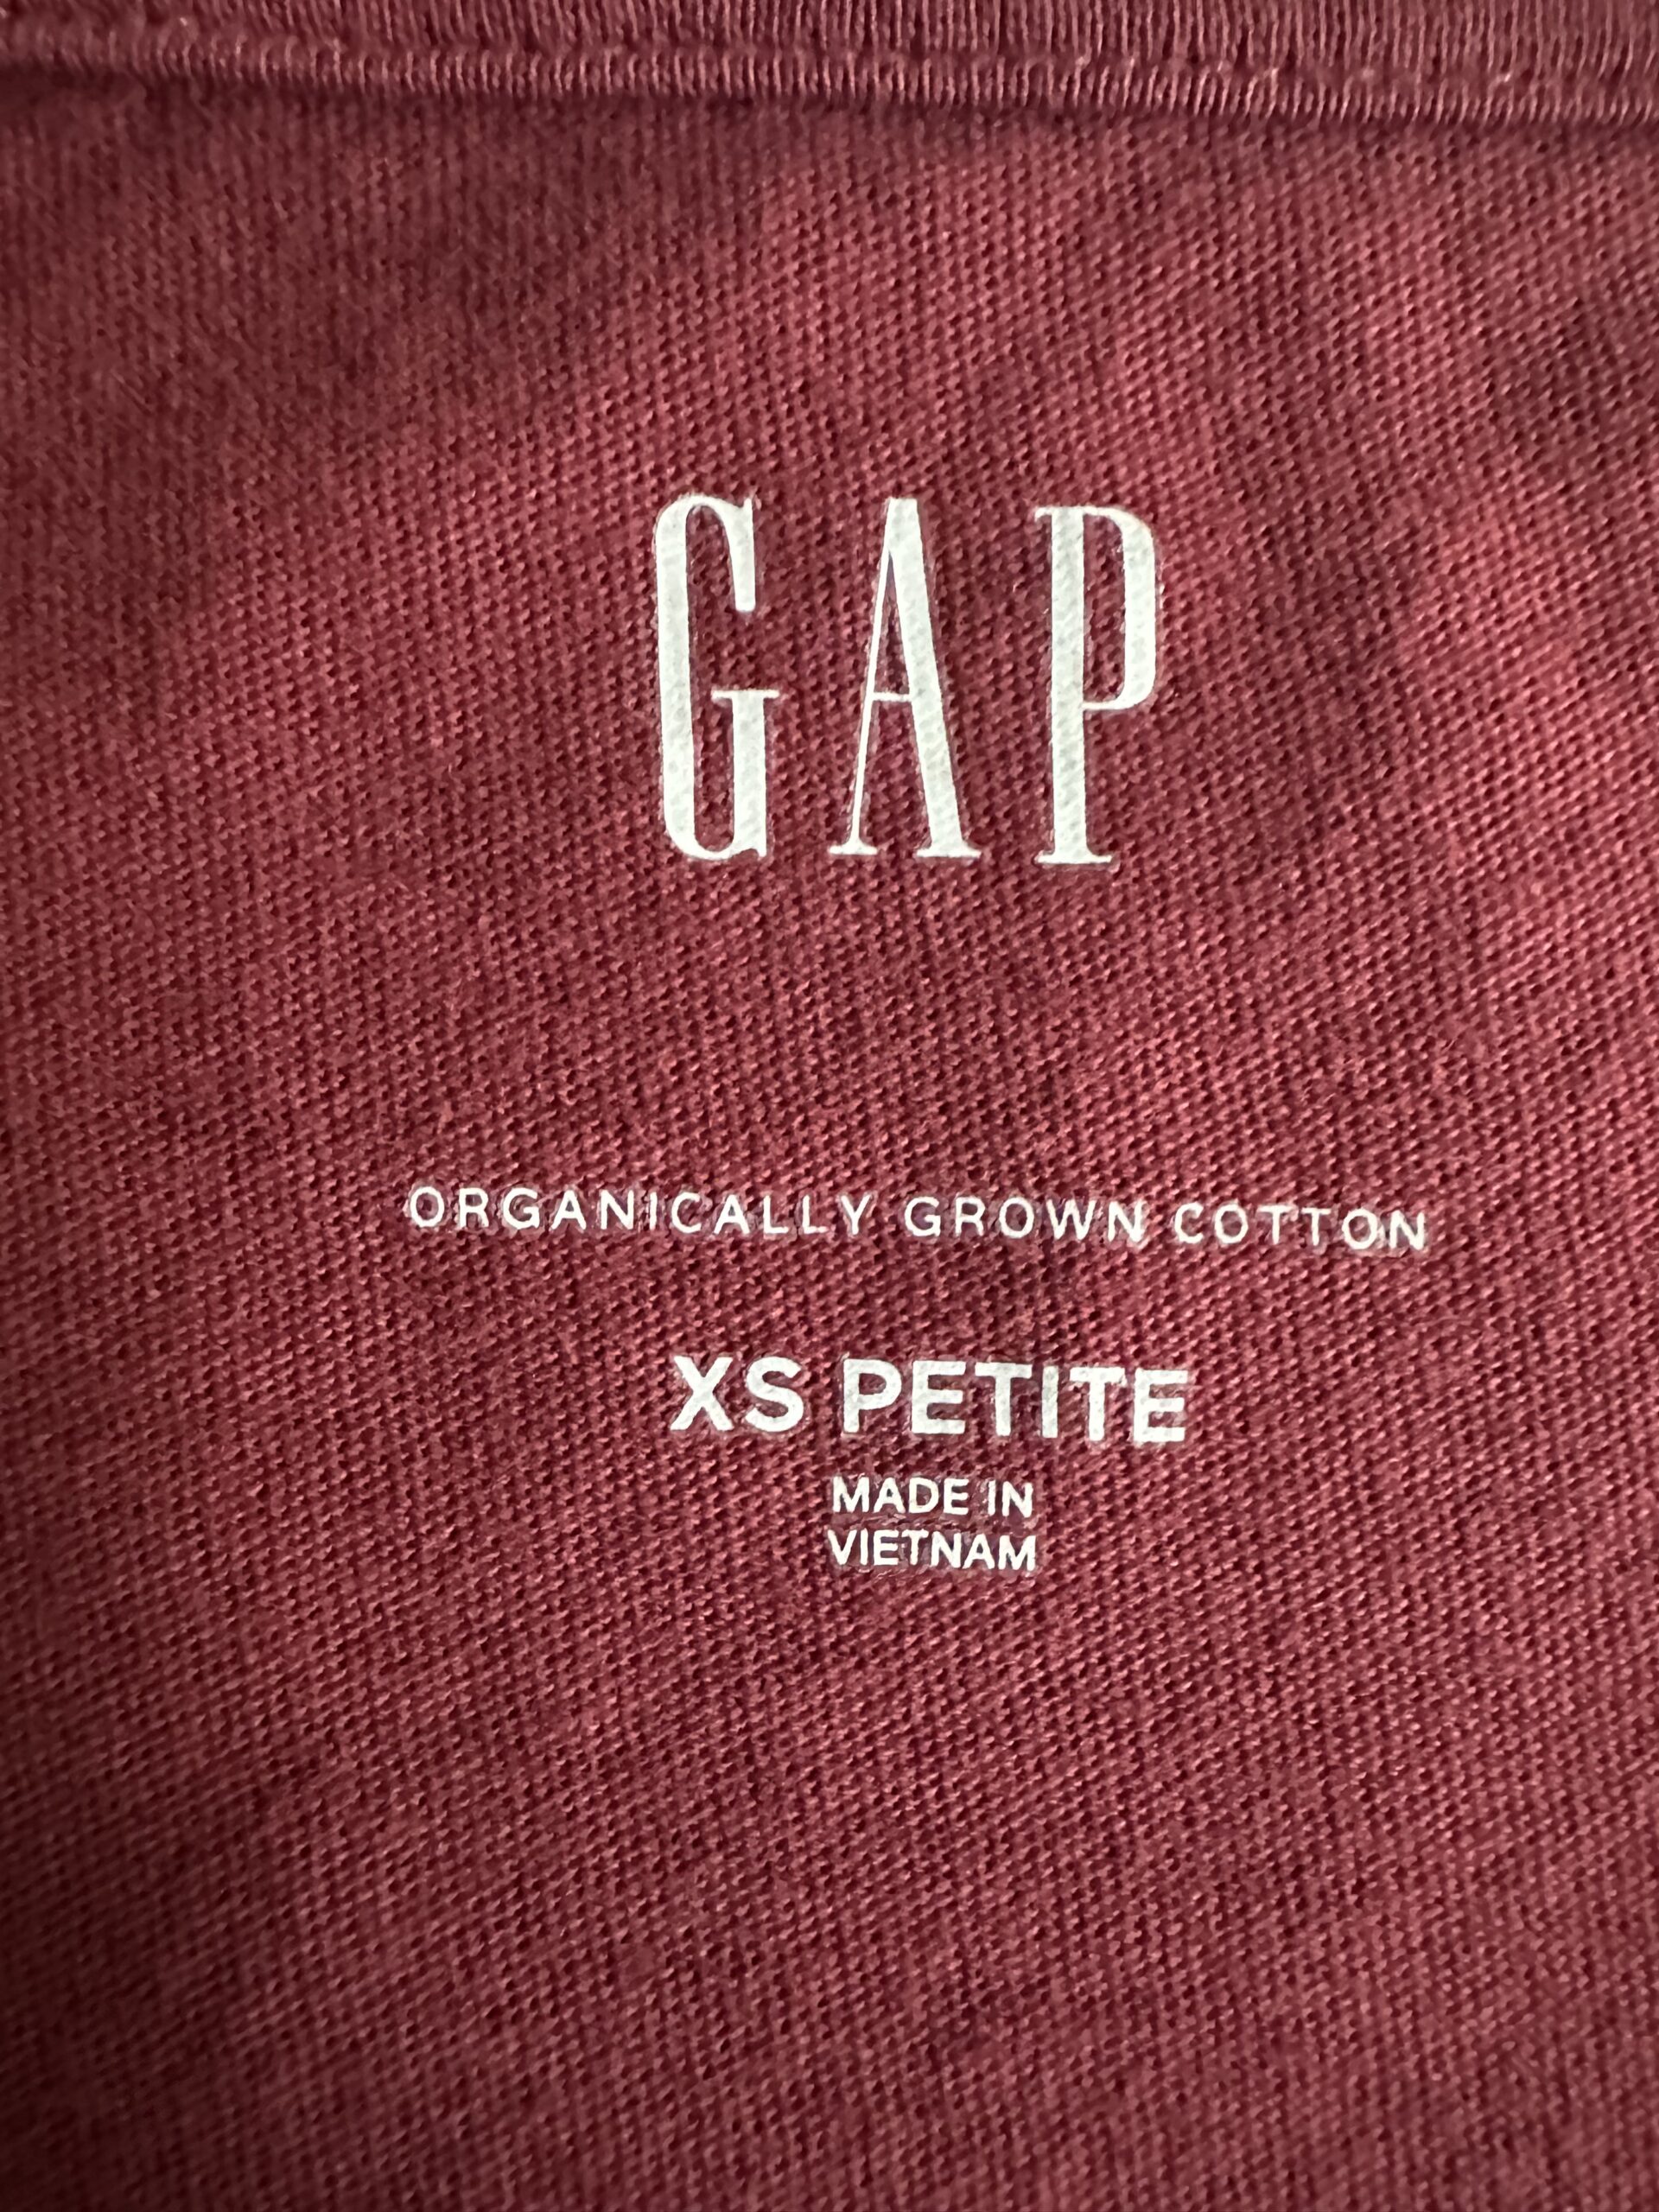 GAP
ORGANICALLY GROWN COTTON
XS PETITE
MADE IN
VIETNAM